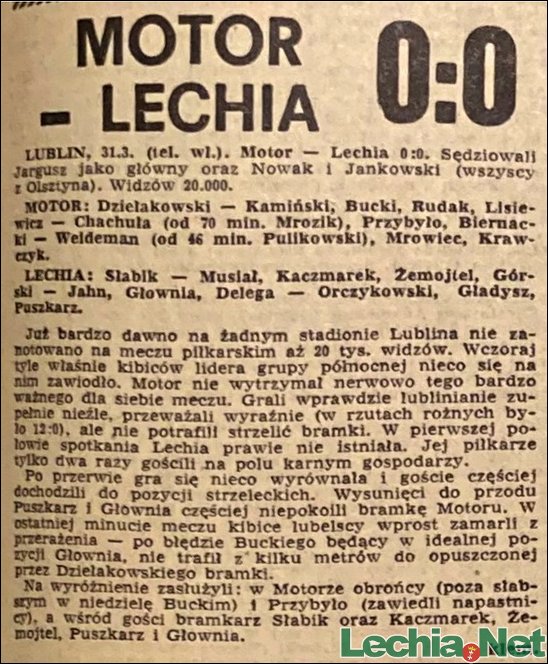 MOTOR
- LECHIA
0:0
LUBLIN, 31.3. (tel. wł.). Motor — Lechia 0:0. Sędziowali
Jargusz jako główny oraz Nowak i Jankowski (wszyscy
z Olsztyna). Widzów 20.000.
MOTOR: Dzielakowski — Kamiński, Bucki, Rudak, Lisie-
wicz — Chachuła (od 70 min. Mrozik), Przybyło, Biernac-
ki — Weideman (od 46 min. Pulikowski), Mrowiec, Kraw-
czyk.
LECHIA: Słabik — Musiał, Kaczmarek, Żemojtel, Gór-
ski — Jahn, Głownia, Delega — Orczykowski, Gładysz,
Puszkarz.
Już bardzo dawno na żadnym stadionie Lublina nie za-
notowano na meczu piłkarskim aż 20 tys. widzów. Wczoraj
tyle właśnie kibiców lidera grupy północnej nieco się na
nim zawiodło. Motor nie wytrzymał nerwowo tego bardzo
ważnego dla siebie meczu. Grali wprawdzie lublinianie zu-
pełnie nieźle, przeważali wyraźnie (w rzutach rożnych by-
ło 12:0), ale nie potrafili strzelić bramki. W pierwszej po-
łowie spotkania Lechia prawie nie istniała. Jej piłkarze
tylko dwa razy gościli na polu karnym gospodarzy.
Po przerwie gra się nieco wyrównała i goście częściej
dochodzili do pozycji strzeleckich. Wysunięci do przodu
Puszkarz i Głownia częściej niepokoili bramkę Motoru. W
ostatniej minucie meczu kibice lubelscy wprost zamarli z
przerażenia — po błędzie Buckiego będący w idealnej po-
zycji Głownia, nie trafił z kilku metrów do opuszczonej
przez Dzielakowskiego bramki.
Na wyróżnienie zasłużyli: w Motorze obrońcy (poza słab-
szym w niedzielę Buckim) i Przybyło (zawiedli napastni-
cy), a wśród gości bramkarz Słabik oraz Kaczmarek, Że-
mojtel, Puszkarz i Głownia.
Lechia.Net